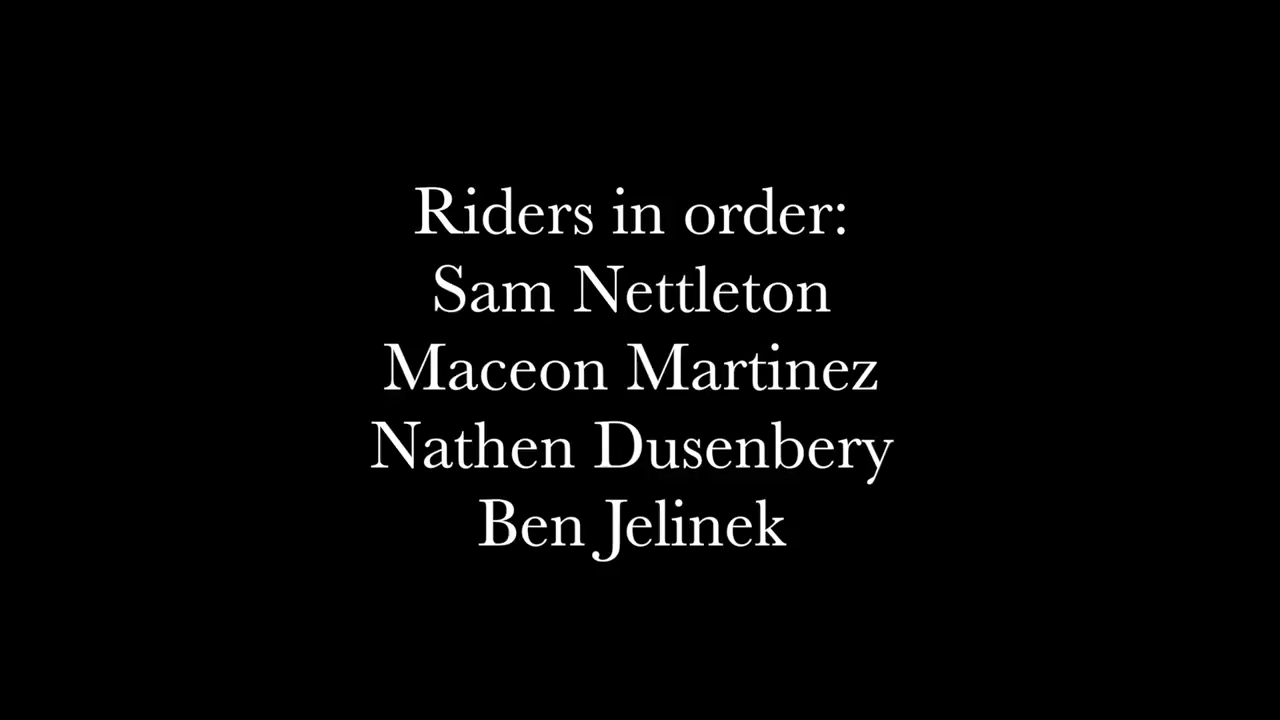 Riders in order:
Sam Nettleton
Maceon Martinez
Nathen Dusenbery
Ben Jelinek